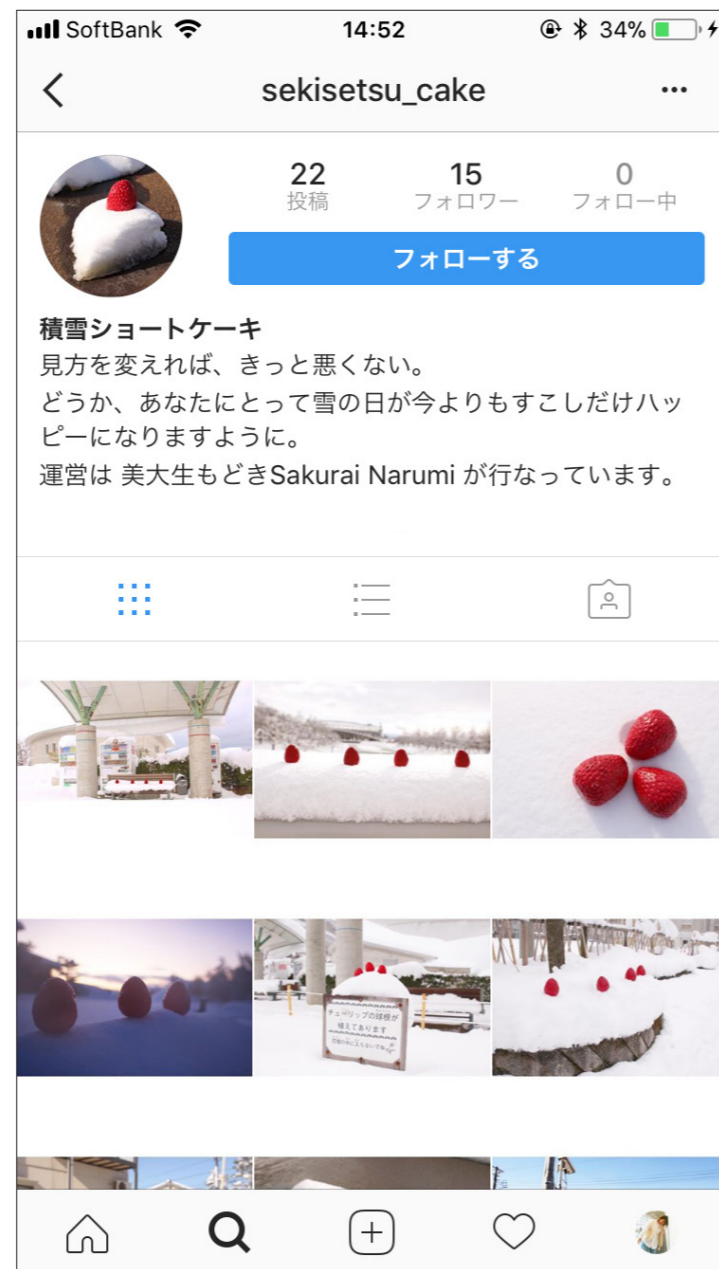 SoftBank 14:52 34%
sekisetsu_cake
22 15 0
投稿 フォロワー フォロー中
フォローする
積雪ショートケーキ
見方を変えれば、きっと悪くない。
どうか、あなたにとって雪の日が今よりもすこしだけハッ
ピーになりますように。
運営は 美大生もどきSakurai Narumi が行なっています。
チューリップの球根が
植えてあります